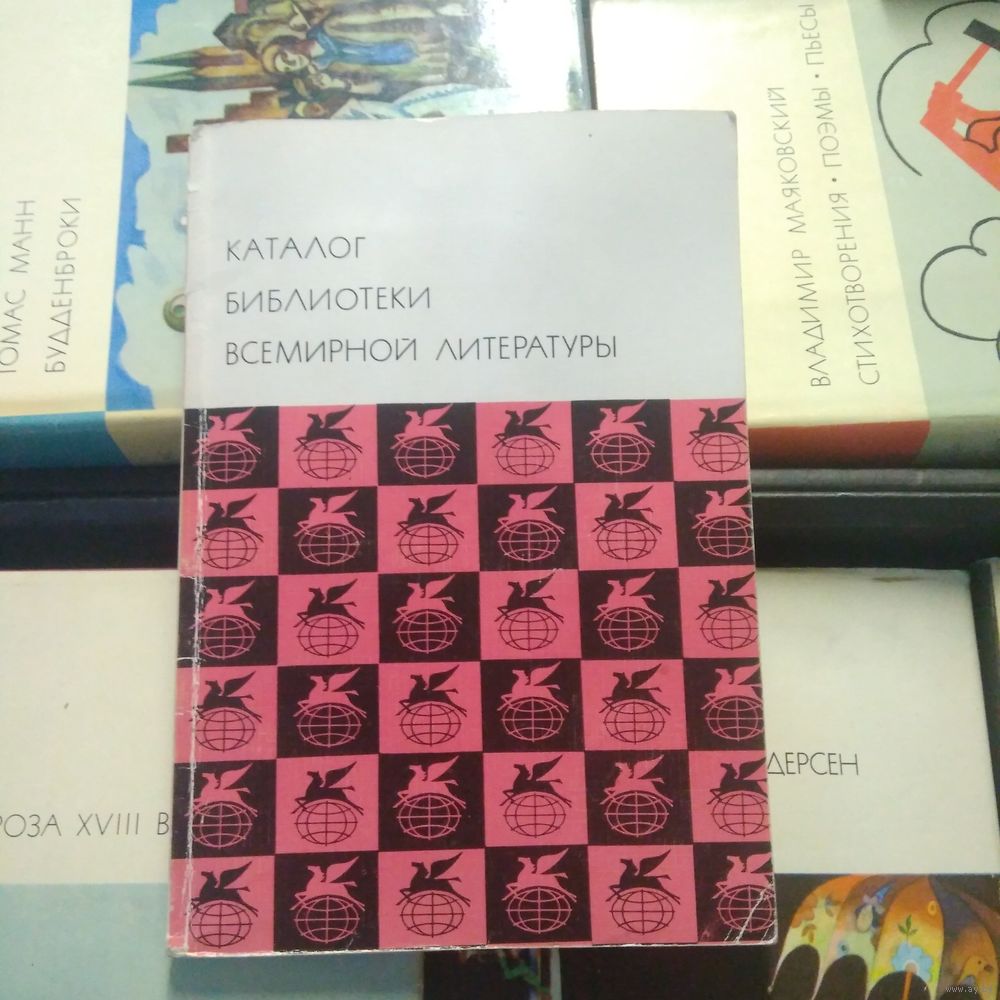 ТОМАС МАНН
БУДДЕНБРОКИ
ВЛАДИМИР МАЯКОВСКИЙ
СТИХОТВОРЕНИЯ • ПОЭМЫ • ПЬЕСЫ
КАТАЛОГ
БИБЛИОТЕКИ
ВСЕМИРНОЙ ЛИТЕРАТУРЫ
ДЕРСЕН
РОЗА XVIII В